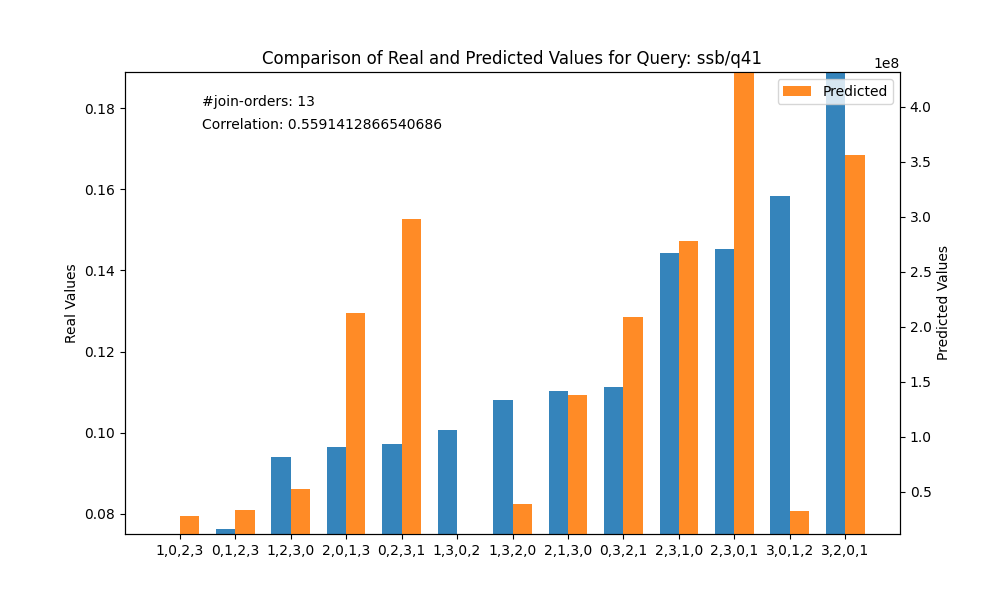 Comparison of Real and Predicted Values for Query: ssb/q41
1e8
#join-orders: 13
Correlation: 0.5591412866540686
Predicted
0.18
0.16
0.14
0.12
0.10
0.08
Real Values
4.0
3.5
3.0
2.5
2.0
1.5
1.0
0.5
Predicted Values
1,0,2,3 0,1,2,3 1,2,3,0 2,0,1,3 0,2,3,1 1,3,0,2 1,3,2,0 2,1,3,0 0,3,2,1 2,3,1,0 2,3,0,1 3,0,1,2 3,2,0,1